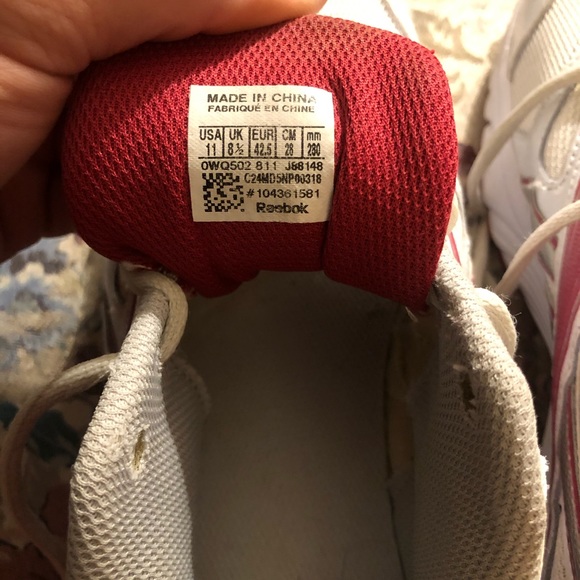 MADE IN CHINA
FABRIQUÉ EN CHINE
USA UK EUR CM mm
11 8½ 42.5 28 280
0WQ502 811 J88148
C24MD5NP00318
#104361581
Reebok